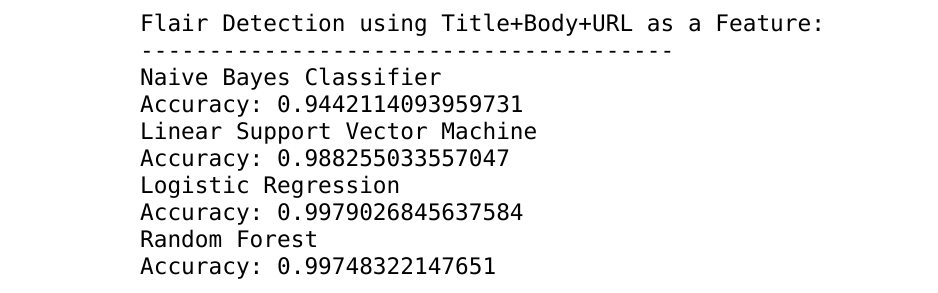 Flair Detection using Title+Body+URL as a Feature:
---------------------------------------
Naive Bayes Classifier
Accuracy: 0.9442114093959731
Linear Support Vector Machine
Accuracy: 0.988255033557047
Logistic Regression
Accuracy: 0.9979026845637584
Random Forest
Accuracy: 0.99748322147651